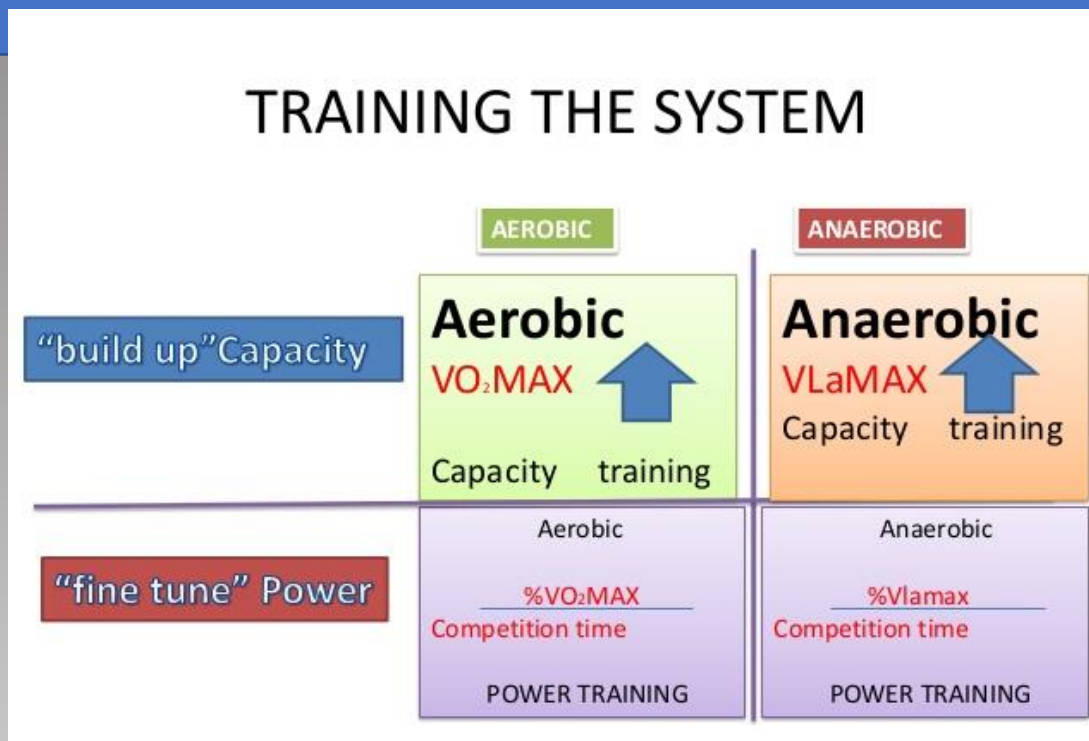 TRAINING THE SYSTEM
AEROBIC
ANAEROBIC
“build up”Capacity
Aerobic
VO₂MAX
Capacity training
Anaerobic
VLaMAX
Capacity training
“fine tune” Power
Aerobic
%VO₂MAX
Competition time
POWER TRAINING
Anaerobic
%Vlamax
Competition time
POWER TRAINING